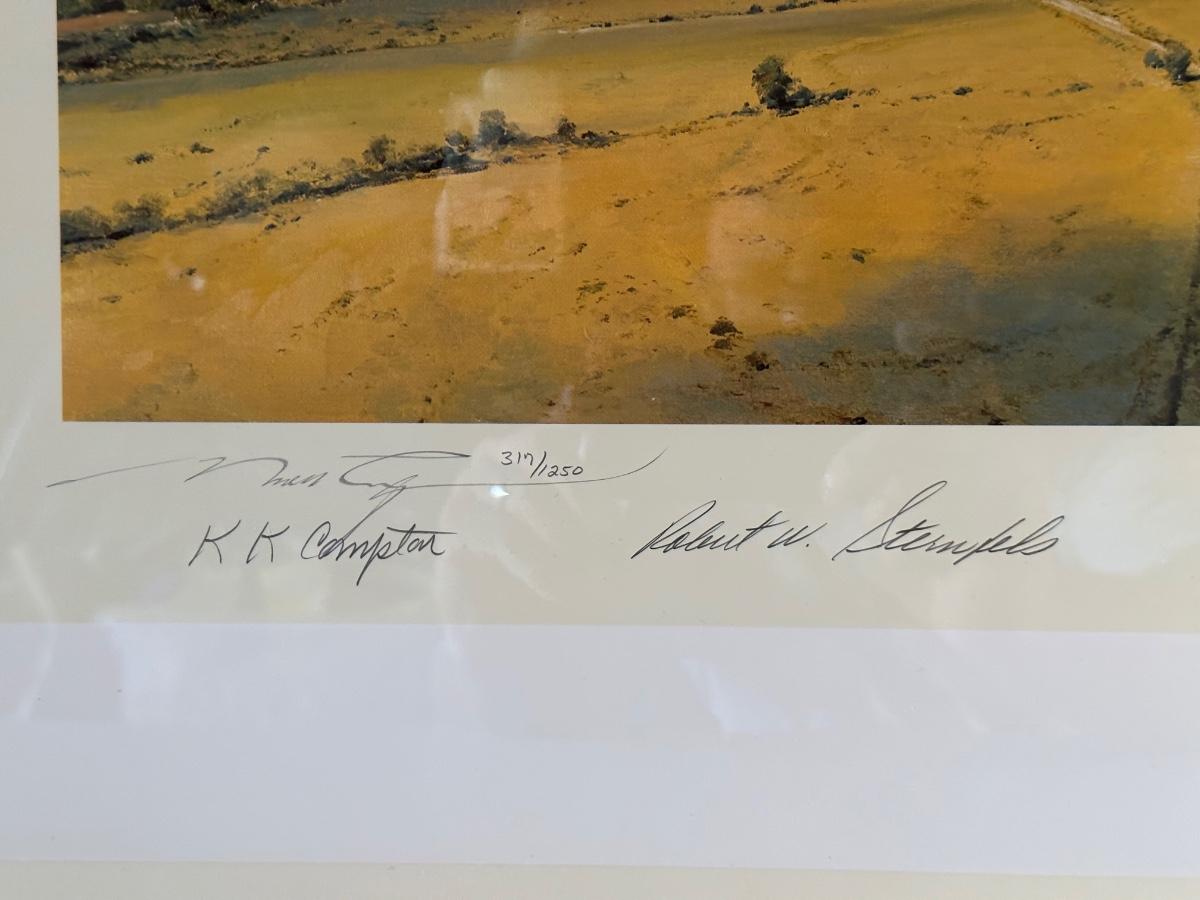 317/1250
K K Compton
Robert W. Sternfels